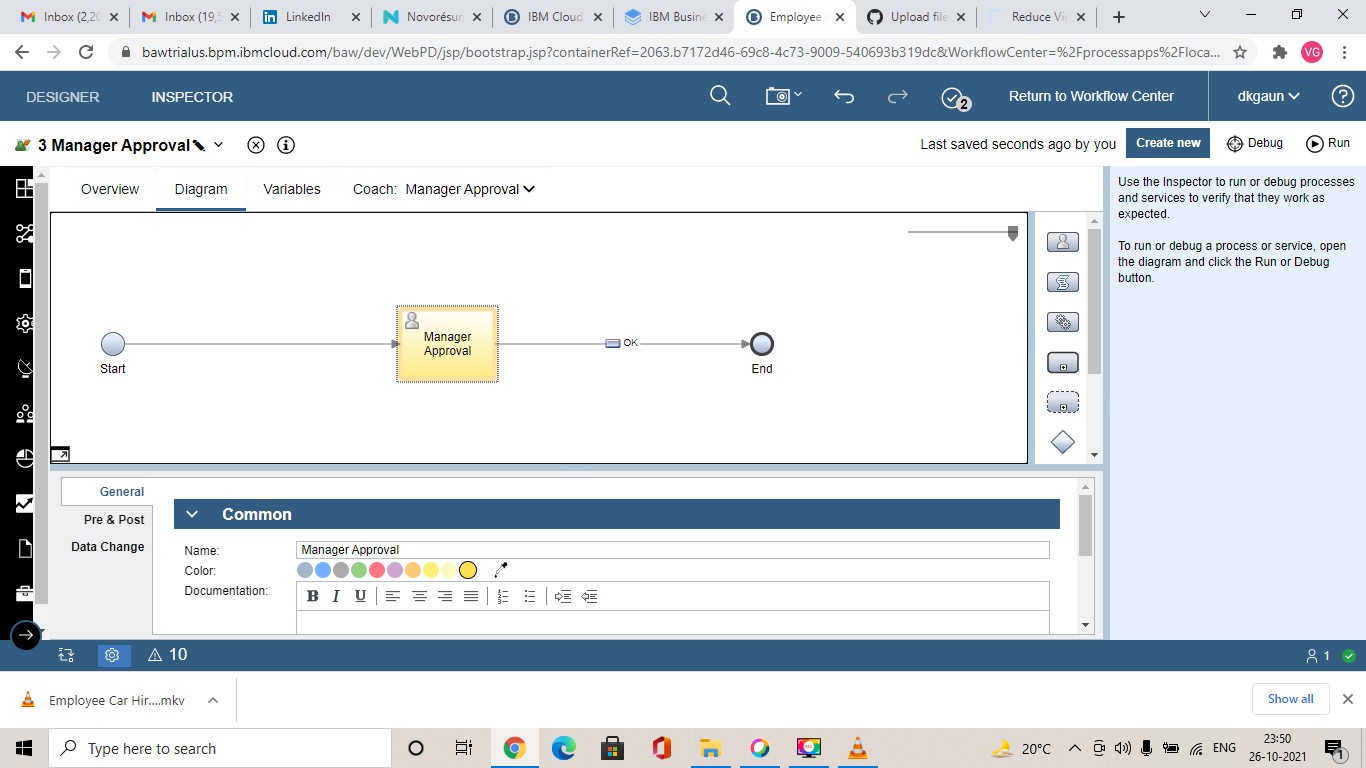 Inbox (2,20
Inbox (19,5
LinkedIn
Novorésum
IBM Cloud
IBM Busine
Employee
Upload file
Reduce Vid
bawtrialus.bpm.ibmcloud.com/baw/dev/WebPD/jsp/bootstrap.jsp?containerRef=2063.b7172d46-69c8-4c73-9009-540693b319dc&WorkflowCenter=%2Fprocessapps%2Floca...
VG
DESIGNER
INSPECTOR
2
Return to Workflow Center
dkgaun
3 Manager Approval
Last saved seconds ago by you
Create new
Debug
Run
Overview
Diagram
Variables
Coach: Manager Approval
Use the Inspector to run or debug processes
and services to verify that they work as
expected.
To run or debug a process or service, open
the diagram and click the Run or Debug
button.
Start
Manager
Approval
OK
End
General
Pre & Post
Data Change
Common
Name:
Manager Approval
Color:
Documentation:
B I U
10
1
Employee Car Hir....mkv
Show all
Type here to search
20°C
ENG
23:50
26-10-2021
1